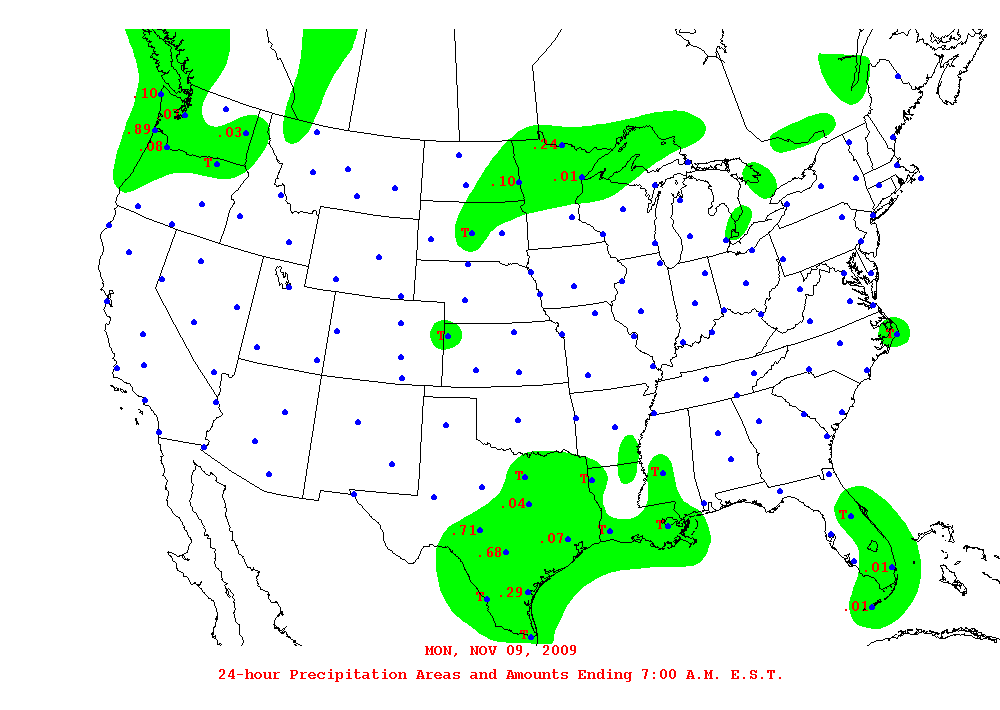 .10
.01
.89
.03
.08
T
.24
.10
.01
T
T
T
T
T
T
.04
.71
T
T
T
.07
.68
.01
.29
T
.01
T
MON, NOV 09, 2009
24-hour Precipitation Areas and Amounts Ending 7:00 A.M. E.S.T.